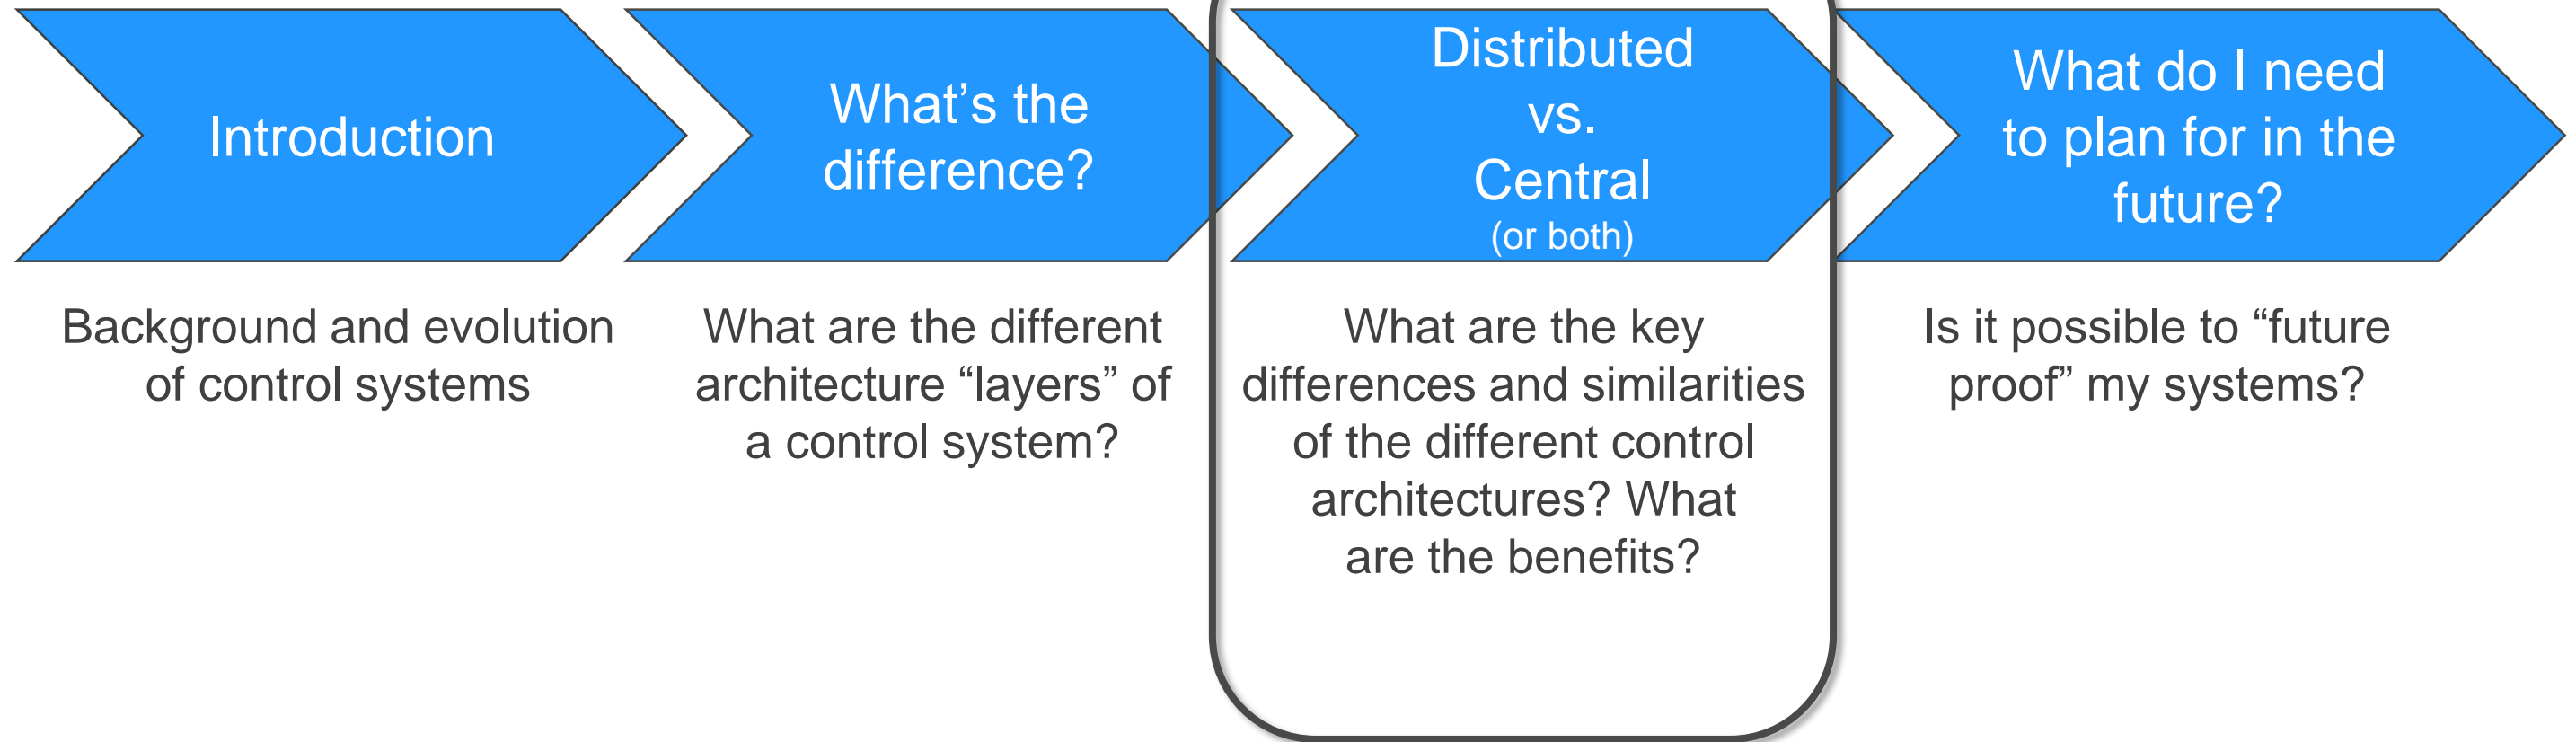 Introduction
Background and evolution
of control systems
What’s the
difference?
What are the different
architecture “layers” of
a control system?
Distributed
vs.
Central
(or both)
What are the key
differences and similarities
of the different control
architectures? What
are the benefits?
What do I need
to plan for in the
future?
Is it possible to “future
proof” my systems?